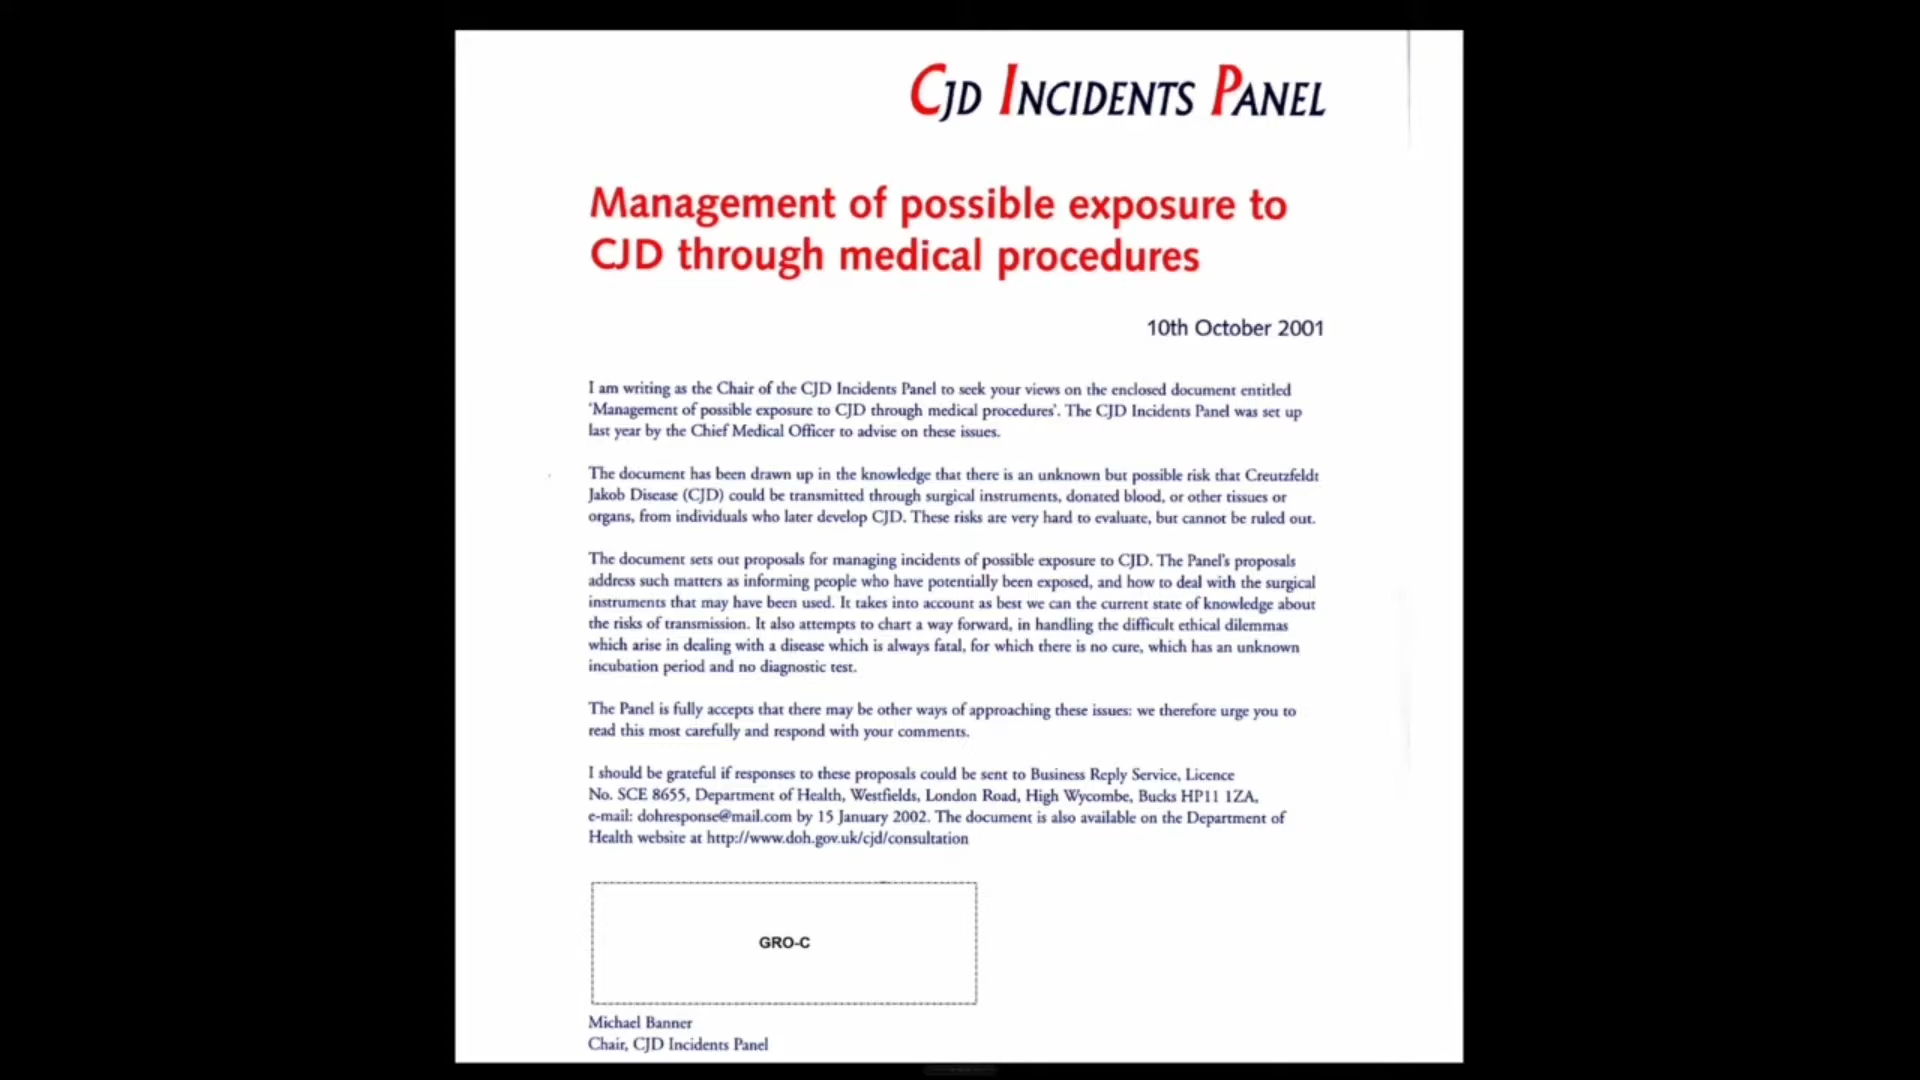 CJD INCIDENTS PANEL
Management of possible exposure to
CJD through medical procedures
10th October 2001
I am writing as the Chair of the CJD Incidents Panel to seek your views on the enclosed document entitled
'Management of possible exposure to CJD through medical procedures'. The CJD Incidents Panel was set up
last year by the Chief Medical Officer to advise on these issues.
The document has been drawn up in the knowledge that there is an unknown but possible risk that Creutzfeldt
Jakob Disease (CJD) could be transmitted through surgical instruments, donated blood, or other tissues or
organs, from individuals who later develop CJD. These risks are very hard to evaluate, but cannot be ruled out.
The document sets out proposals for managing incidents of possible exposure to CJD. The Panel's proposals
address such matters as informing people who have potentially been exposed, and how to deal with the surgical
instruments that may have been used. It takes into account as best we can the current state of knowledge about
the risks of transmission. It also attempts to chart a way forward, in handling the difficult ethical dilemmas
which arise in dealing with a disease which is always fatal, for which there is no cure, which has an unknown
incubation period and no diagnostic test.
The Panel is fully accepts that there may be other ways of approaching these issues: we therefore urge you to
read this most carefully and respond with your comments.
I should be grateful if responses to these proposals could be sent to Business Reply Service, Licence
No. SCE 8655, Department of Health, Westfields, London Road, High Wycombe, Bucks HP11 1ZA,
e-mail: dohresponse@mail.com by 15 January 2002. The document is also available on the Department of
Health website at http://www.doh.gov.uk/cjd/consultation
GRO-C
Michael Banner
Chair, CJD Incidents Panel